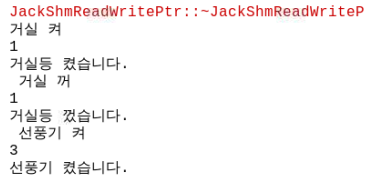 JackShmReadWritePtr::~JackShmReadWriteP
거실 켜
1
거실등 켰습니다.
거실 꺼
1
거실등 껐습니다.
선풍기 켜
3
선풍기 켰습니다.